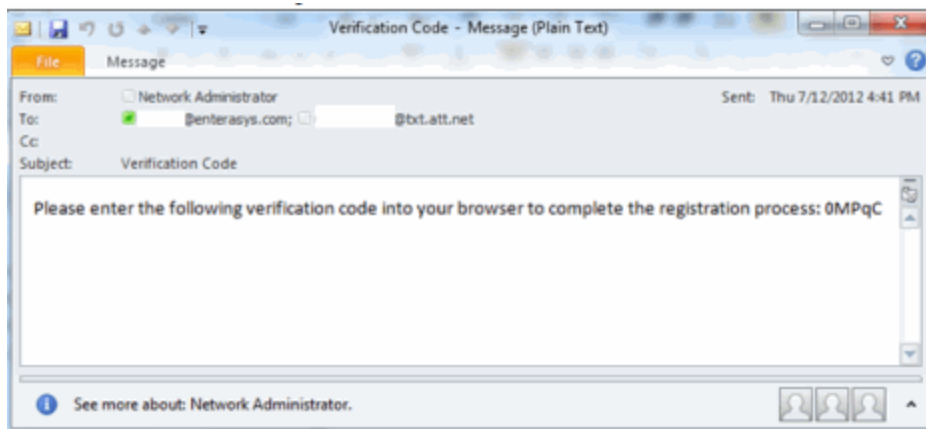 Verification Code - Message (Plain Text)
File Message
From: Network Administrator Sent: Thu 7/12/2012 4:41 PM
To: @enterasys.com; @txt.att.net
Cc:
Subject: Verification Code
Please enter the following verification code into your browser to complete the registration process: 0MPqC
See more about: Network Administrator.